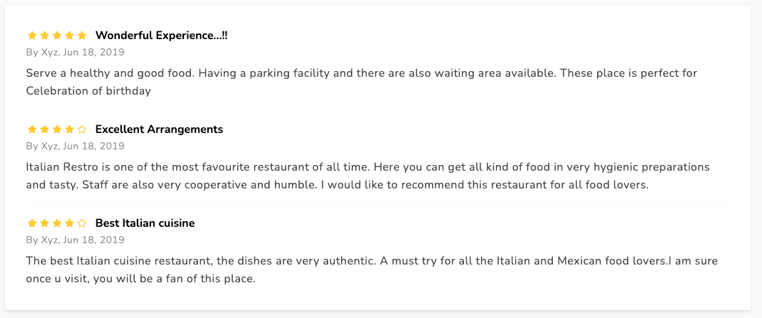 Wonderful Experience...!!
By Xyz, Jun 18, 2019
Serve a healthy and good food. Having a parking facility and there are also waiting area available. These place is perfect for
Celebration of birthday
Excellent Arrangements
By Xyz, Jun 18, 2019
Italian Restro is one of the most favourite restaurant of all time. Here you can get all kind of food in very hygienic preparations
and tasty. Staff are also very cooperative and humble. I would like to recommend this restaurant for all food lovers.
Best Italian cuisine
By Xyz, Jun 18, 2019
The best Italian cuisine restaurant, the dishes are very authentic. A must try for all the Italian and Mexican food lovers.I am sure
once u visit, you will be a fan of this place.